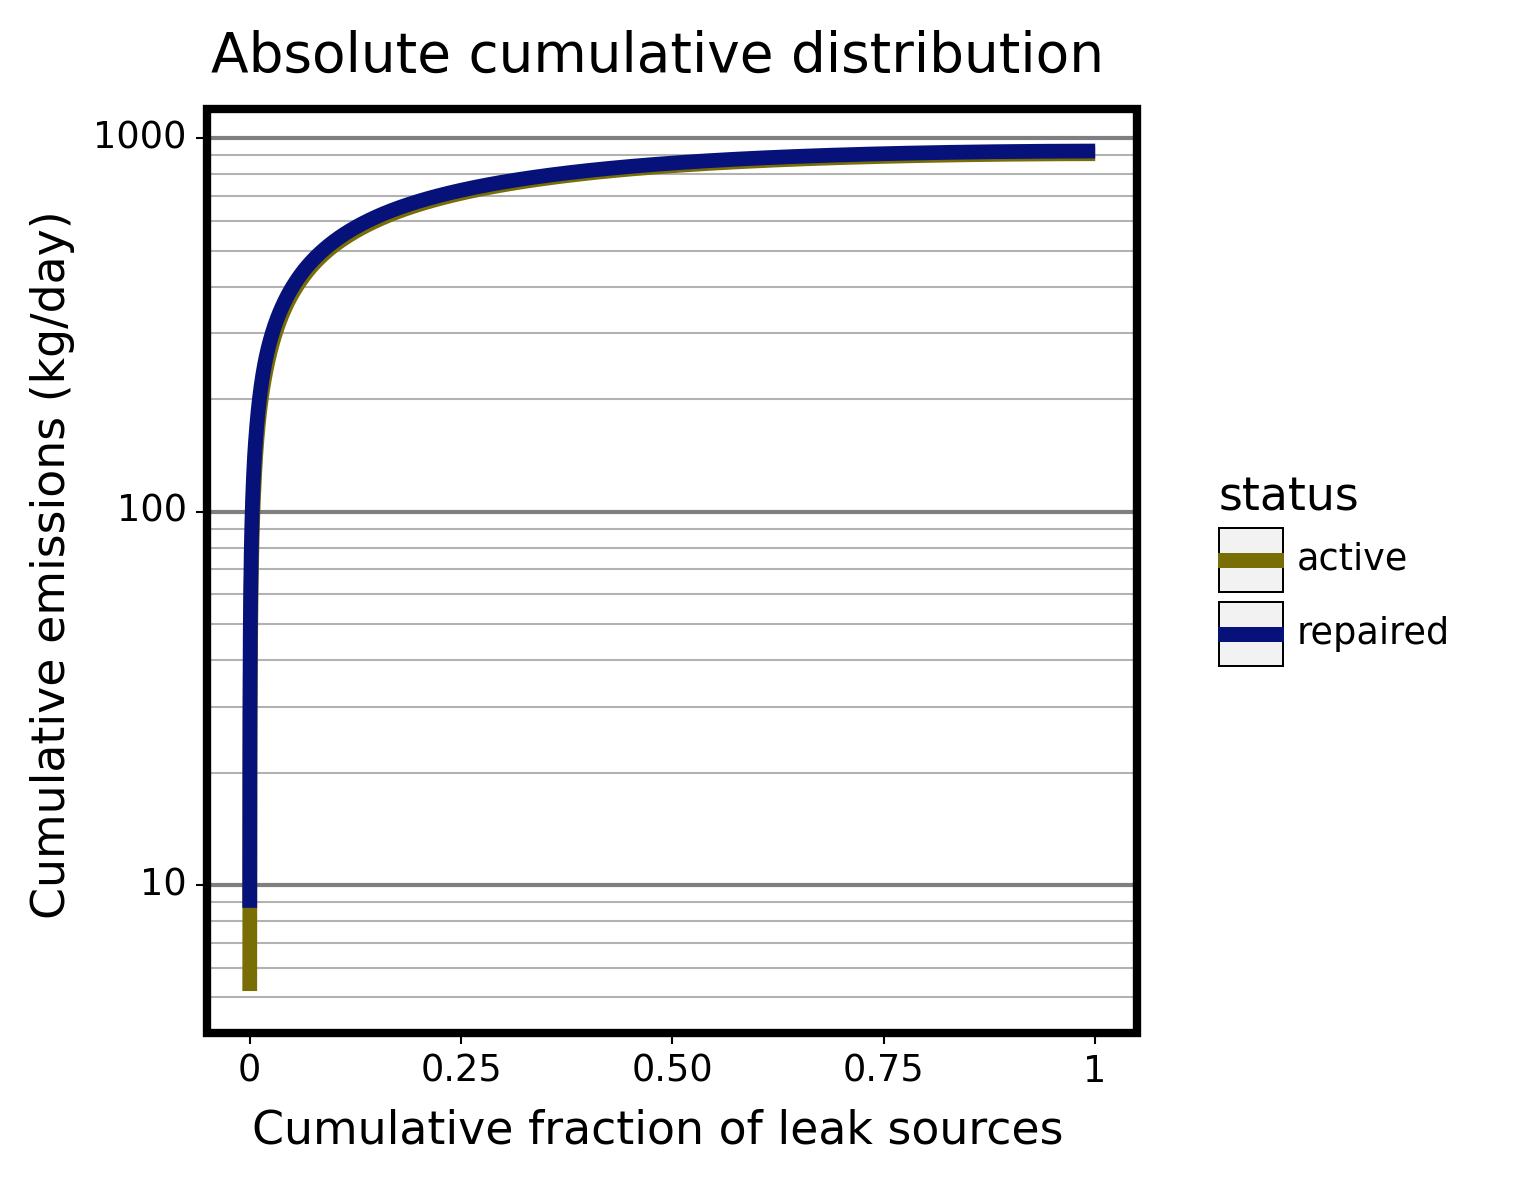 Absolute cumulative distribution
Cumulative emissions (kg/day)
1000
100
10
0
0.25
0.50
0.75
1
Cumulative fraction of leak sources
status
active
repaired